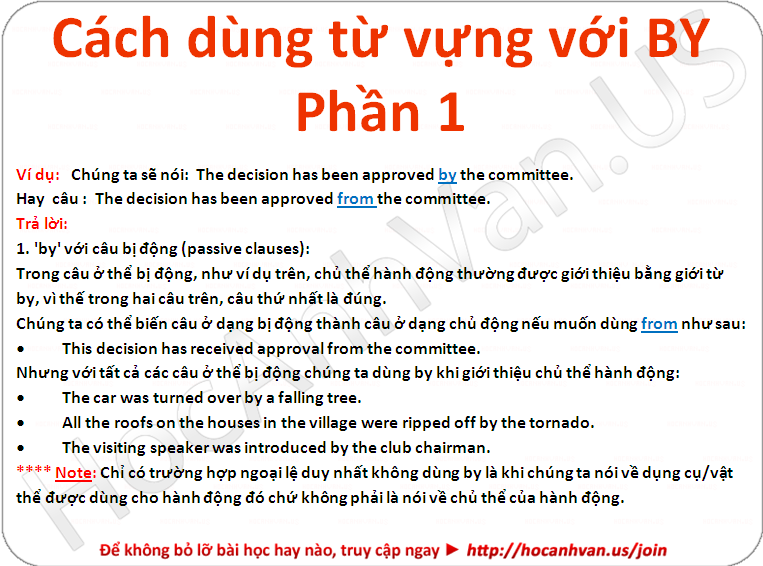 Cách dùng từ vựng với BY
Phần 1
Ví dụ: Chúng ta sẽ nói: The decision has been approved by the committee.
Hay câu : The decision has been approved from the committee.
Trả lời:
1. 'by' với câu bị động (passive clauses):
Trong câu ở thể bị động, như ví dụ trên, chủ thể hành động thường được giới thiệu bằng giới từ
by, vì thế trong hai câu trên, câu thứ nhất là đúng.
Chúng ta có thể biến câu ở dạng bị động thành câu ở dạng chủ động nếu muốn dùng from như sau:
• This decision has received approval from the committee.
Nhưng với tất cả các câu ở thể bị động chúng ta dùng by khi giới thiệu chủ thể hành động:
• The car was turned over by a falling tree.
• All the roofs on the houses in the village were ripped off by the tornado.
• The visiting speaker was introduced by the club chairman.
**** Note: Chỉ có trường hợp ngoại lệ duy nhất không dùng by là khi chúng ta nói về dụng cụ/vật
thể được dùng cho hành động đó chứ không phải là nói về chủ thể của hành động.
Để không bỏ lỡ bài học hay nào, truy cập ngay ► http://hocanhvan.us/join
HocAnhVan.US